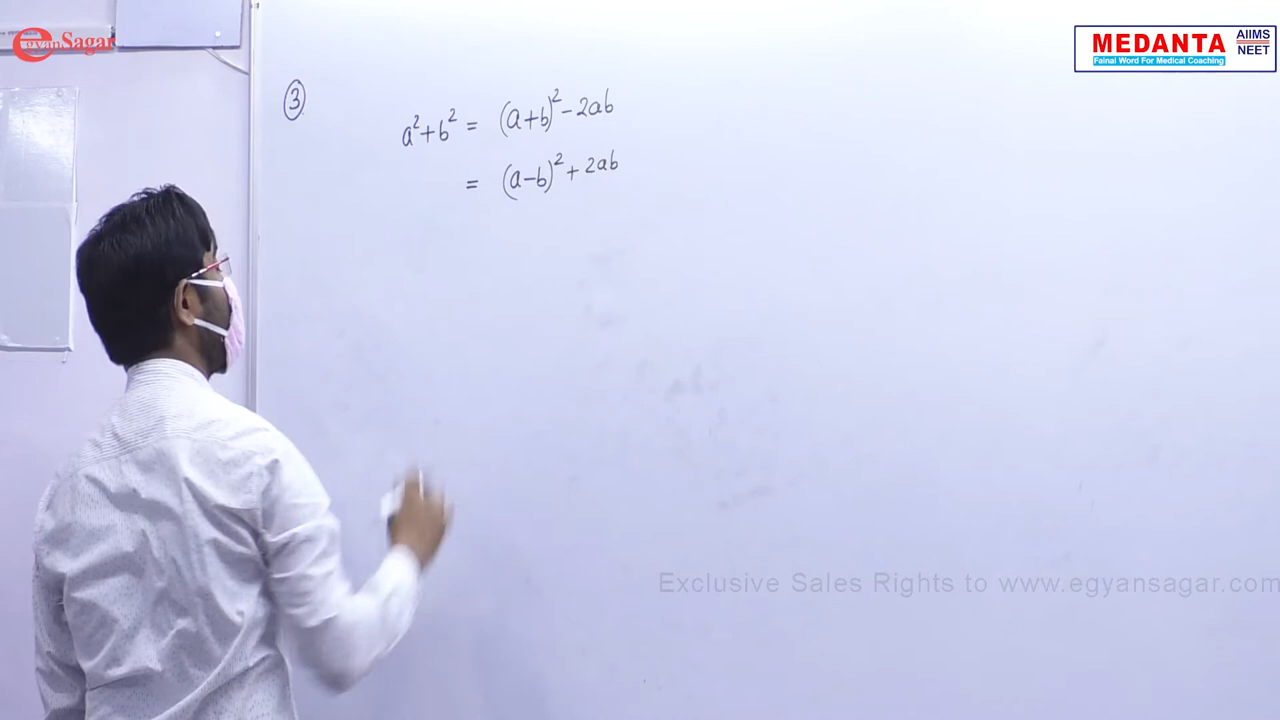 egyanSagar
MEDANTA
Fainal Word For Medical Coaching
AIIMS
NEET
③
a²+b² = (a+b)²-2ab
= (a-b)²+2ab
Exclusive Sales Rights to www.egyansagar.com